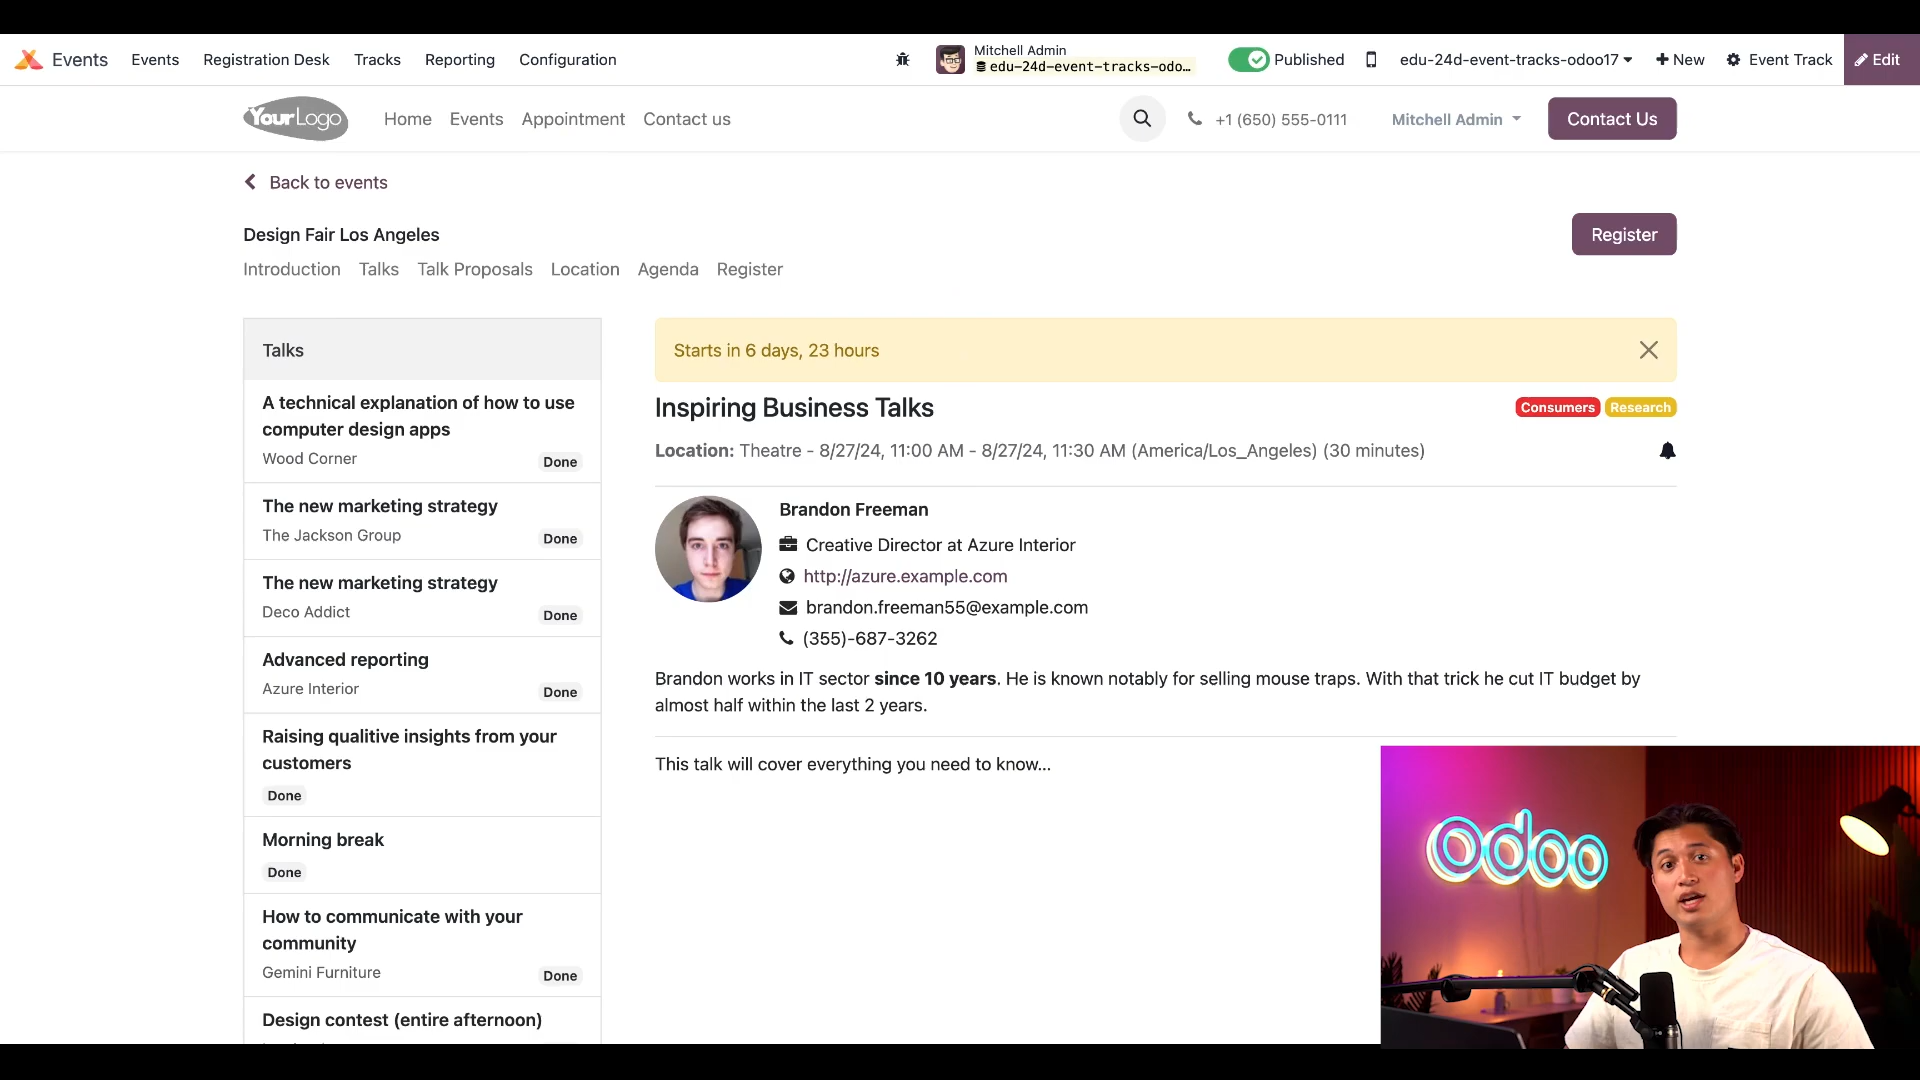 Events
Events
Registration Desk
Tracks
Reporting
Configuration
Mitchell Admin
edu-24d-event-tracks-odo...
Published
edu-24d-event-tracks-odoo17
New
Event Track
Edit
YourLogo
Home
Events
Appointment
Contact us
+1 (650) 555-0111
Mitchell Admin
Contact Us
Back to events
Design Fair Los Angeles
Register
Introduction
Talks
Talk Proposals
Location
Agenda
Register
Talks
A technical explanation of how to use
computer design apps
Wood Corner
Done
The new marketing strategy
The Jackson Group
Done
The new marketing strategy
Deco Addict
Done
Advanced reporting
Azure Interior
Done
Raising qualitive insights from your
customers
Done
Morning break
Done
How to communicate with your
community
Gemini Furniture
Done
Design contest (entire afternoon)
Starts in 6 days, 23 hours
Inspiring Business Talks
Consumers
Research
Location: Theatre - 8/27/24, 11:00 AM - 8/27/24, 11:30 AM (America/Los_Angeles) (30 minutes)
Brandon Freeman
Creative Director at Azure Interior
http://azure.example.com
brandon.freeman55@example.com
(355)-687-3262
Brandon works in IT sector since 10 years. He is known notably for selling mouse traps. With that trick he cut IT budget by
almost half within the last 2 years.
This talk will cover everything you need to know...
odoo